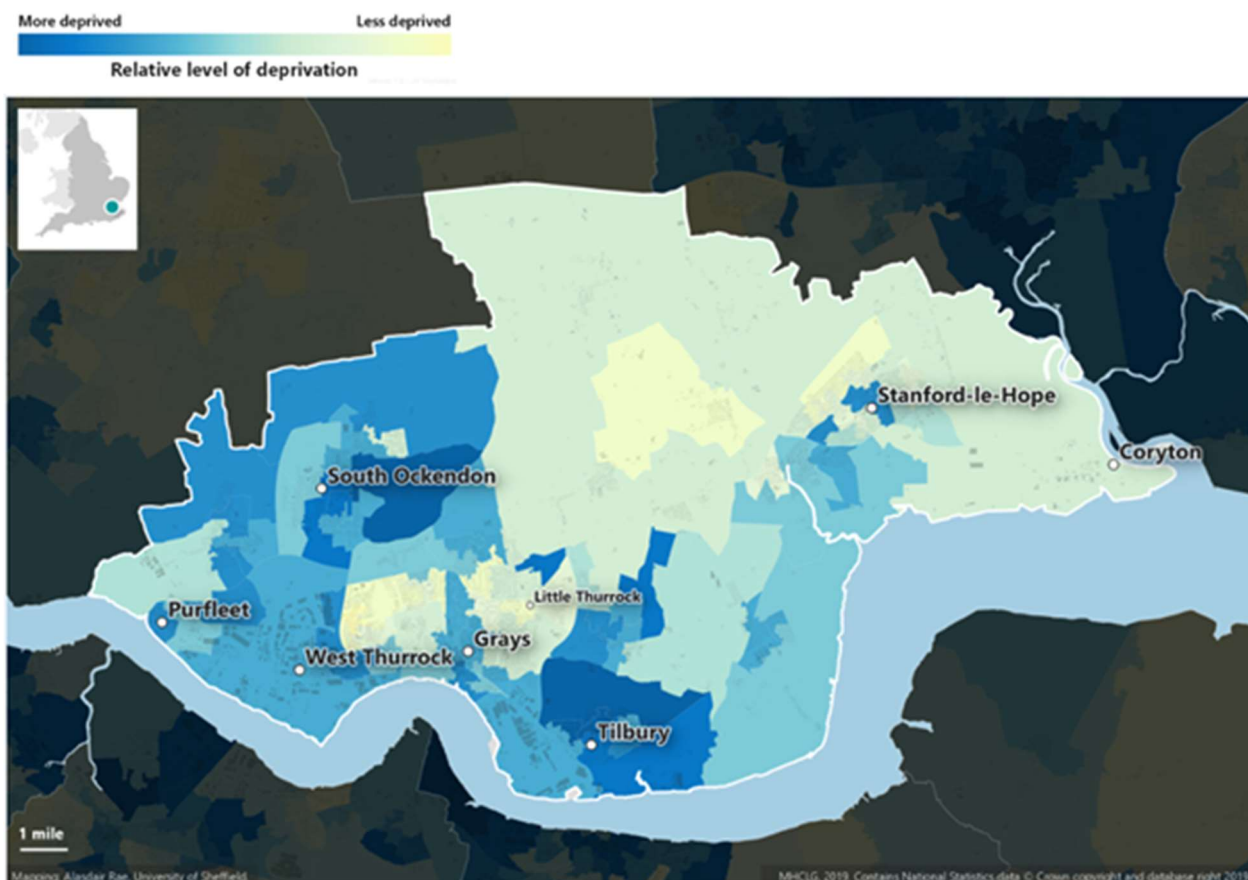 More deprived
Less deprived
Relative level of deprivation
Stanford-le-Hope
Coryton
South Ockendon
Little Thurrock
Purfleet
Grays
West Thurrock
Tilbury
1 mile
Mapping: Alasdair Rae, University of Sheffield
MHCLG, 2019. Contains National Statistics data © Crown copyright and database right 2019